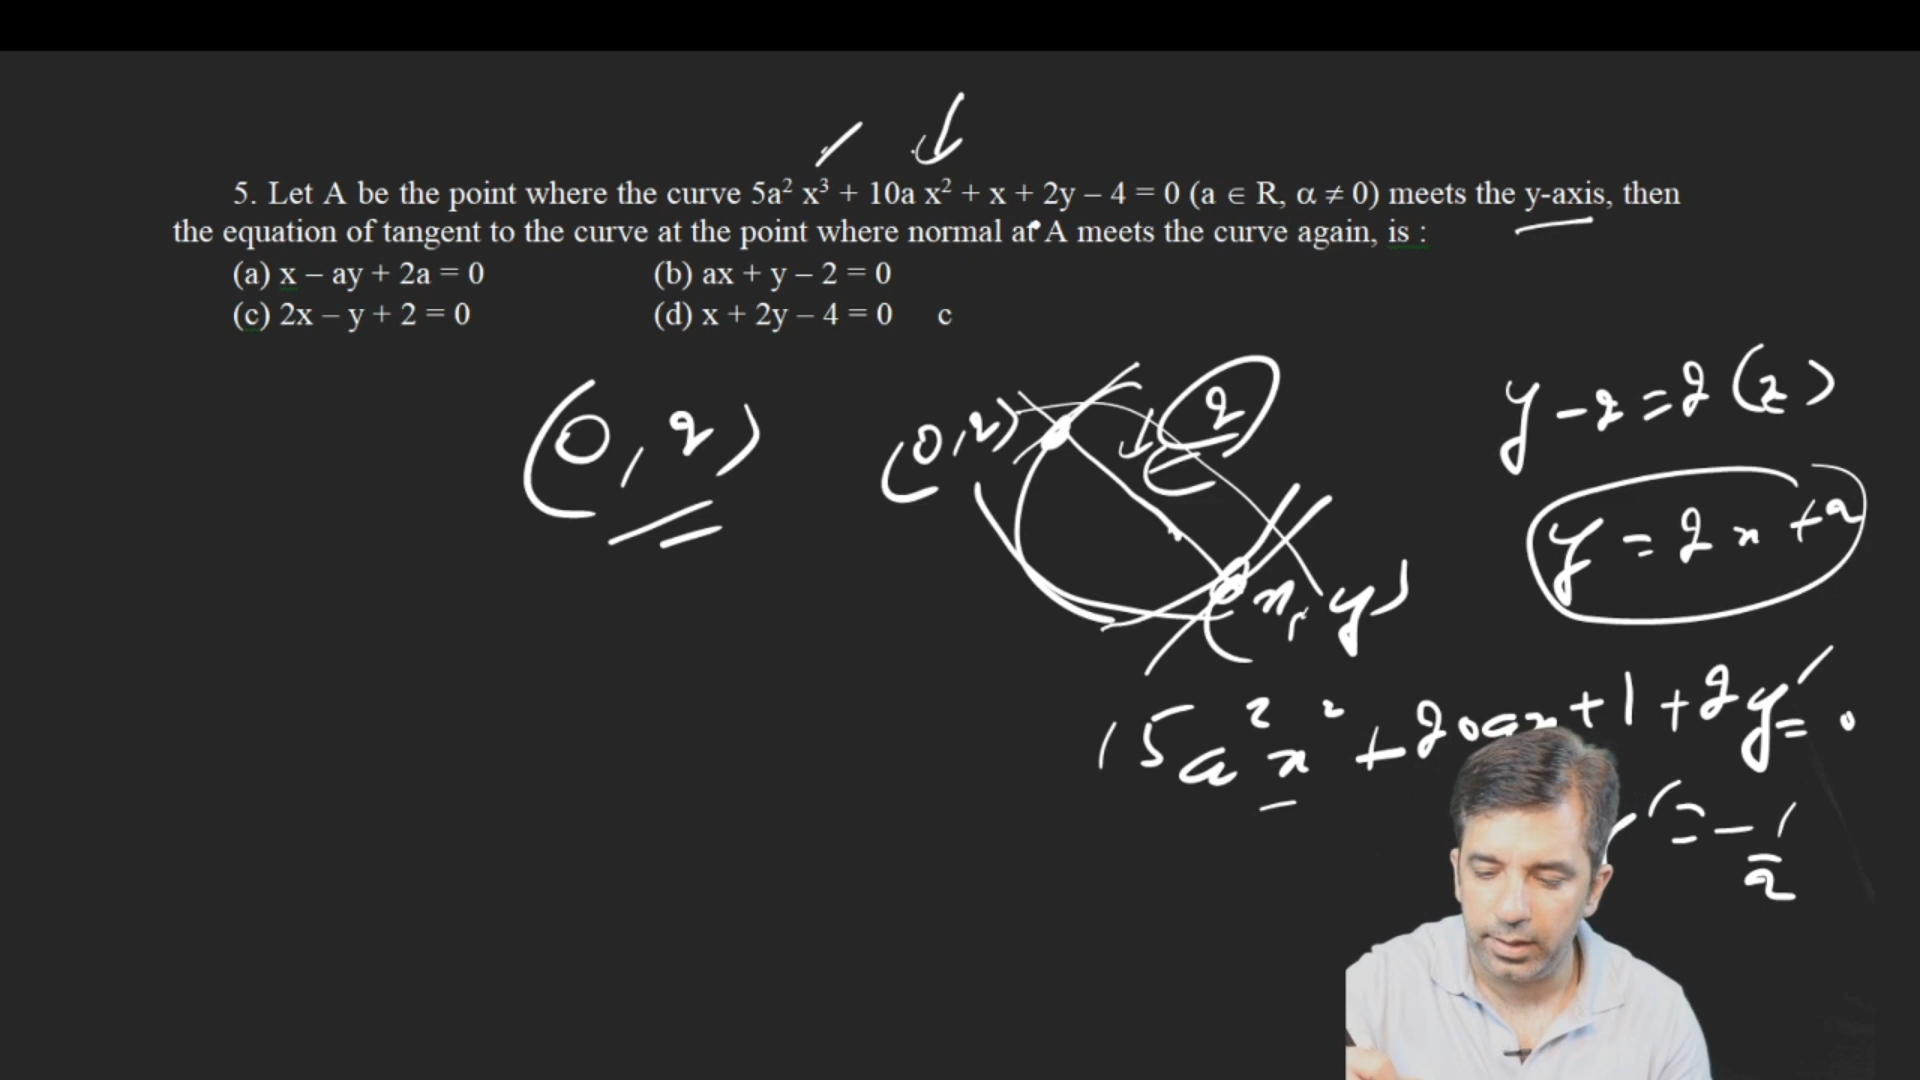 5. Let A be the point where the curve 5a² x³ + 10a x² + x + 2y – 4 = 0 (a ∈ R, α ≠ 0) meets the y-axis, then
the equation of tangent to the curve at the point where normal at A meets the curve again, is :
(a) x – ay + 2a = 0 (b) ax + y – 2 = 0
(c) 2x – y + 2 = 0 (d) x + 2y – 4 = 0 c
(0, 2) (0, 2) 2 y - 2 = 2(x)
y = 2x + 2
(x, y)
15a²x² + 20ax + 1 + 2y' = 0
y' = -1/2